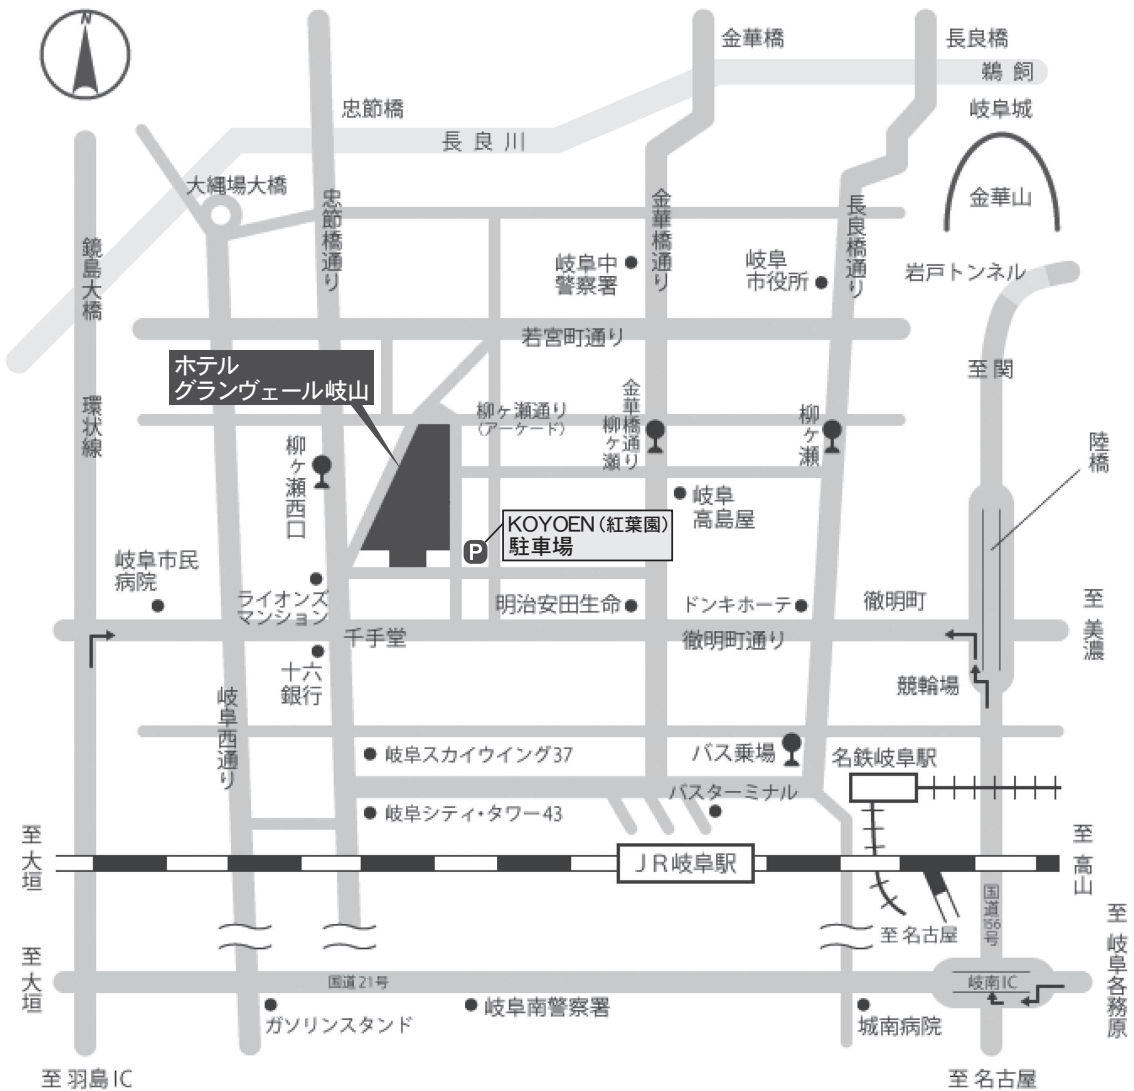 N
金華橋
長良橋
鵜飼
忠節橋
岐阜城
長良川
大縄場大橋
金華山
忠節橋通り
金華橋通り
長良橋通り
鏡島大橋
岐阜中
警察署
岐阜
市役所
岩戸トンネル
若宮町通り
ホテル
グランヴェール岐山
至関
環状線
柳ヶ瀬通り
(アーケード)
金華橋通り
柳ヶ瀬
柳ヶ瀬
柳ヶ瀬西口
陸橋
岐阜
高島屋
KOYOEN(紅葉園)
駐車場
P
岐阜市民
病院
ライオンズ
マンション
明治安田生命
ドンキホーテ
徹明町
至美濃
千手堂
徹明町通り
十六
銀行
競輪場
岐阜西通り
岐阜スカイウイング37
バス乗場
名鉄岐阜駅
バスターミナル
岐阜シティ・タワー43
至大垣
JR岐阜駅
至高山
国道156号
至名古屋
至岐阜各務原
至大垣
国道21号
岐南IC
ガソリンスタンド
岐阜南警察署
城南病院
至羽島IC
至名古屋